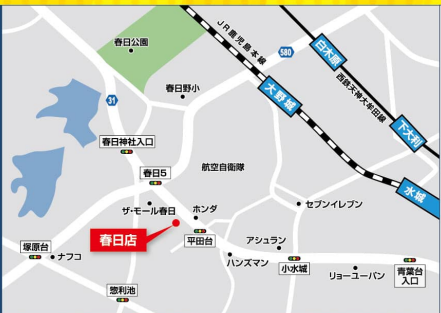 春日公園
JR鹿児島本線
580
白木原
西鉄天神大牟田線
春日野小
大野城
31
下大利
春日神社入口
航空自衛隊
水城
春日5
セブンイレブン
ザ・モール春日
ホンダ
春日店
平田台
アシュラン
塚原台
ナフコ
ハンズマン
小水城
リョーユーパン
青葉台
入口
惣利池